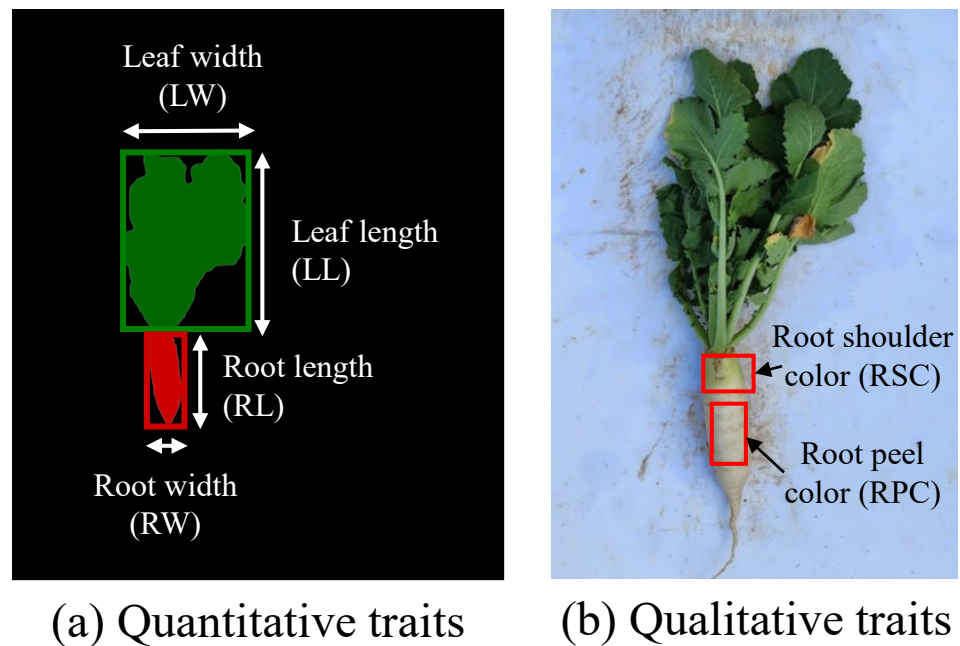 Leaf width
(LW)
Leaf length
(LL)
Root length
(RL)
Root width
(RW)
Root shoulder
color (RSC)
Root peel
color (RPC)
(a) Quantitative traits
(b) Qualitative traits